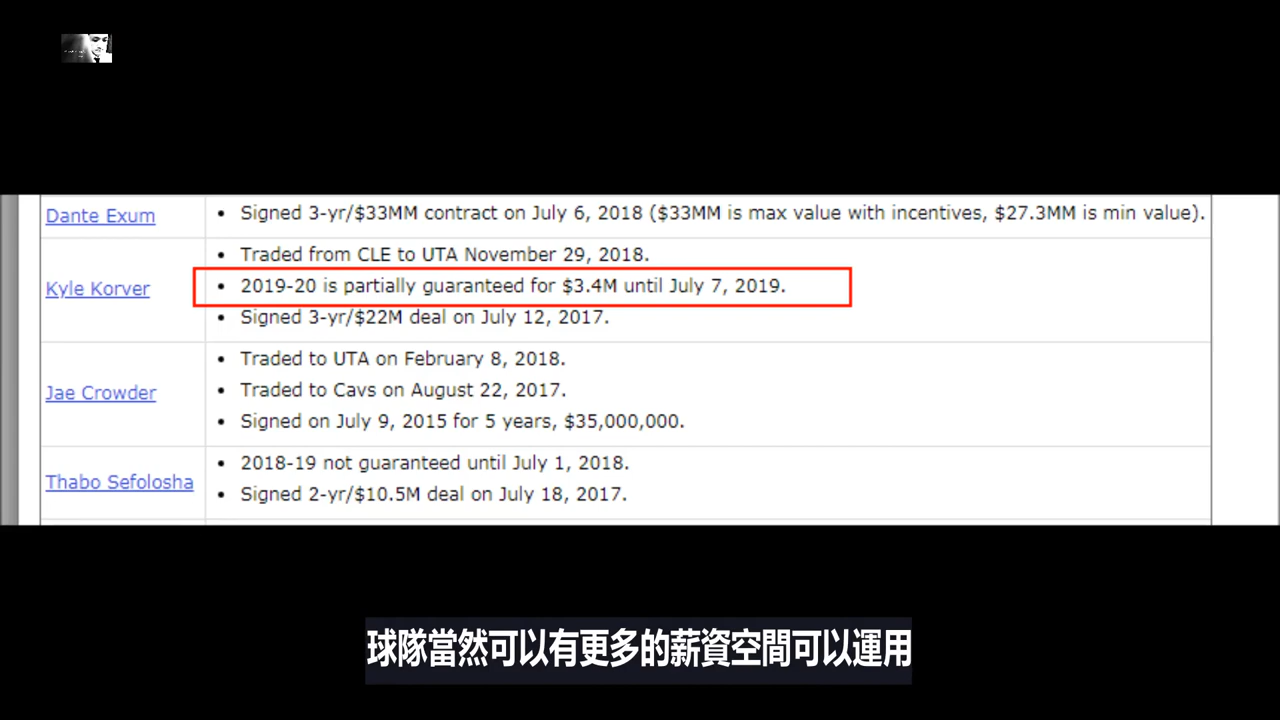 Dante Exum
• Signed 3-yr/$33MM contract on July 6, 2018 ($33MM is max value with incentives, $27.3MM is min value).
Kyle Korver
• Traded from CLE to UTA November 29, 2018.
• 2019-20 is partially guaranteed for $3.4M until July 7, 2019.
• Signed 3-yr/$22M deal on July 12, 2017.
Jae Crowder
• Traded to UTA on February 8, 2018.
• Traded to Cavs on August 22, 2017.
• Signed on July 9, 2015 for 5 years, $35,000,000.
Thabo Sefolosha
• 2018-19 not guaranteed until July 1, 2018.
• Signed 2-yr/$10.5M deal on July 18, 2017.
球隊當然可以有更多的薪資空間可以運用